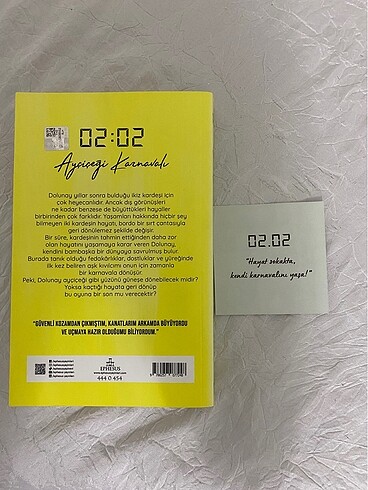 02:02
Ayçiçeği Karnavalı
Dolunay yıllar sonra bulduğu ikiz kardeşi için
çok heyecanlıdır. Ancak dış görünüşleri
ne kadar benzese de büyüttükleri hayaller
birbirinden çok farklıdır. Yaşamları hakkında hiçbir şey
bilmeyen iki kardeşin hayatı, bordo bir sırt çantasıyla
geri dönülemez şekilde değişir.
Bir süre, kardeşinin tahmin ettiğinden daha zor
olan hayatını yaşamaya karar veren Dolunay,
kendini bambaşka bir dünyaya savrulmuş bulur.
Burada tanık olduğu fedakârlıklar, dostluklar ve yüreğinde
ilk kez beliren aşk kıvılcımı onun için zamanla
bir karnavala dönüşür.
Peki, Dolunay ayçiçeği gibi yüzünü güneşe dönebilecek midir?
Yoksa kaçtığı hayata geri dönüp
bu oyuna bir son mu verecektir?
"GÜVENLİ KOZAMDAN ÇIKMIŞTIM, KANATLARIM ARKAMDA BÜYÜYORDU
VE UÇMAYA HAZIR OLDUĞUMU BİLİYORDUM."
EPHESUS
444 0 454
02.02
"Hayat sokakta,
kendi karnavalını yaşa!"